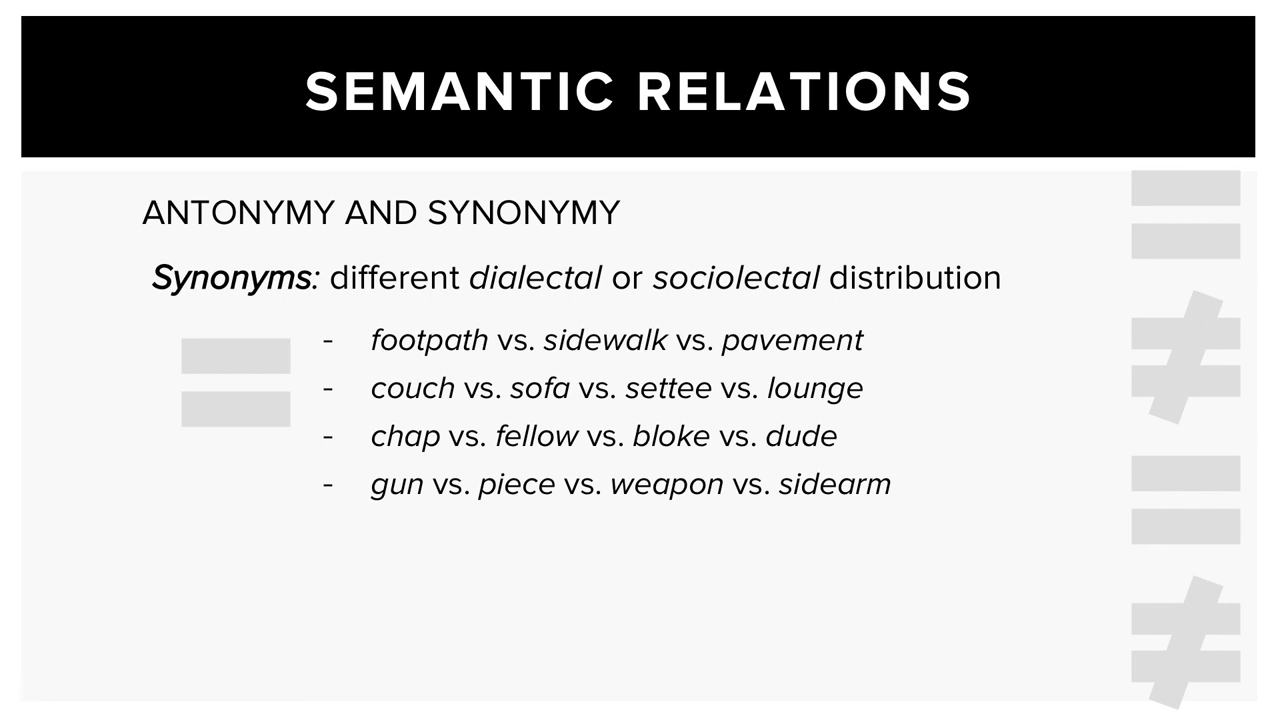 SEMANTIC RELATIONS
ANTONYMY AND SYNONYMY
Synonyms: different dialectal or sociolectal distribution
- footpath vs. sidewalk vs. pavement
- couch vs. sofa vs. settee vs. lounge
- chap vs. fellow vs. bloke vs. dude
- gun vs. piece vs. weapon vs. sidearm